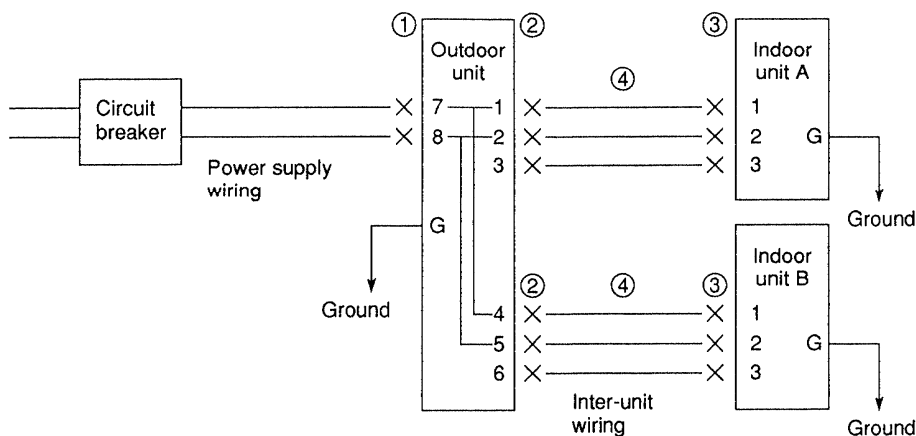 ① Outdoor unit ②
③ Indoor unit A
Circuit breaker
Power supply wiring
④
7 1 1
8 2 2 G
3 3
G
Ground
Ground
② ④ ③
Indoor unit B
4 1
5 2 G
6 3
Inter-unit wiring
Ground